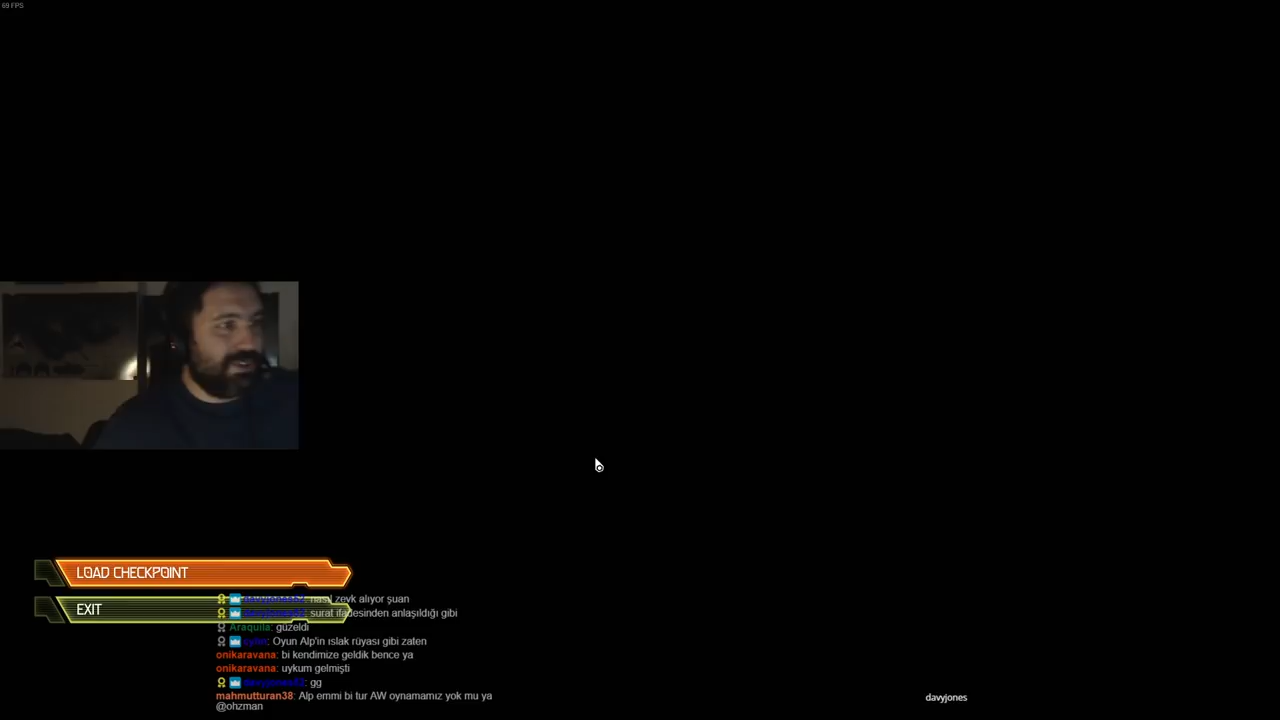 69 FPS
LOAD CHECKPOINT
EXIT
nasıl zevk alıyor şuan
surat ifadesinden anlaşıldığı gibi
Araquila: güzeldi
Oyun Alp'in ıslak rüyası gibi zaten
onikaravana: bi kendimize geldik bence ya
onikaravana: uykum gelmişti
gg
mahmutturan38: Alp emmi bi tur AW oynamamız yok mu ya
@ohzman
davyjones